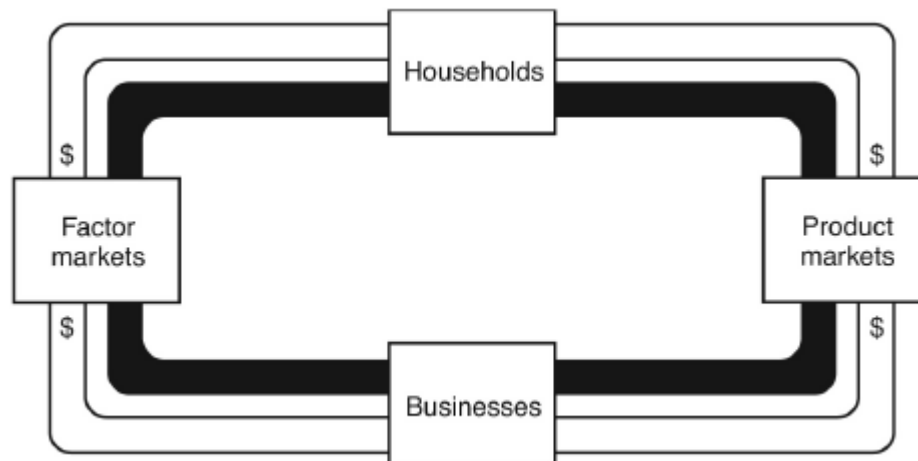 Households
$
$
Factor
markets
Product
markets
$
$
Businesses